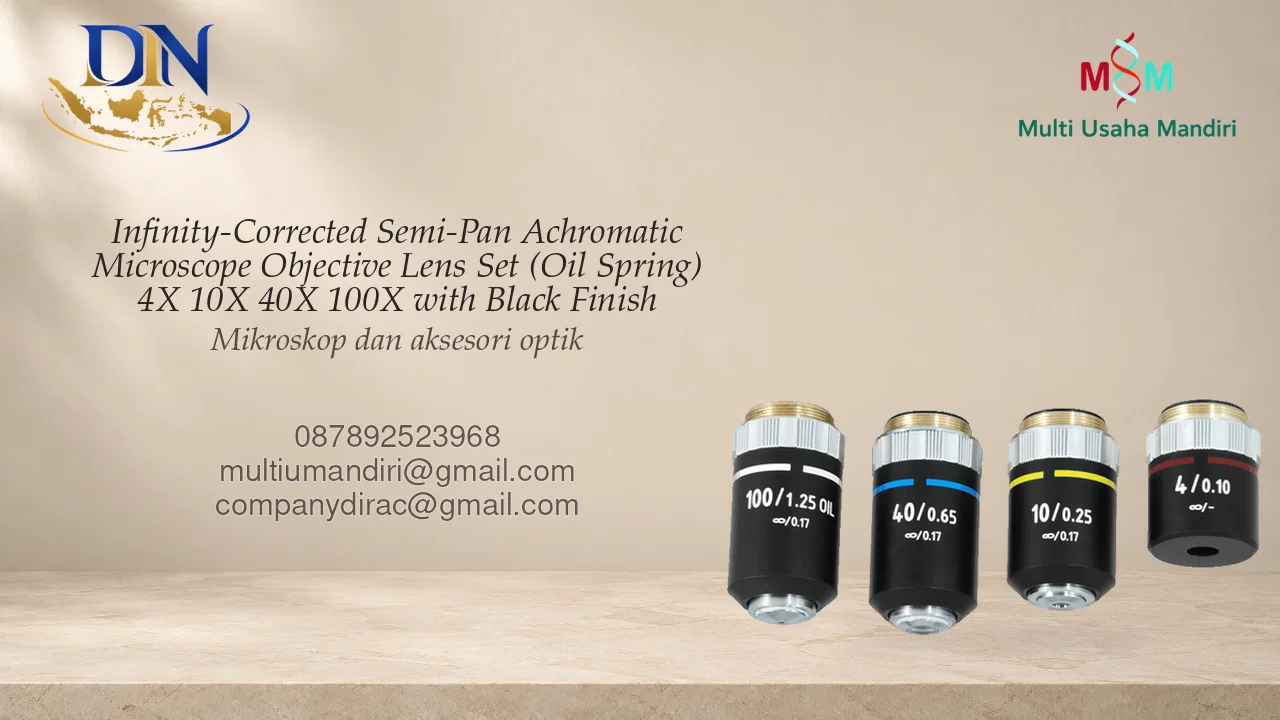 DN
M M
Multi Usaha Mandiri
Infinity-Corrected Semi-Pan Achromatic
Microscope Objective Lens Set (Oil Spring)
4X 10X 40X 100X with Black Finish
Mikroskop dan aksesori optik
087892523968
multiumandiri@gmail.com
companydirac@gmail.com
100/1.25 OIL
∞/0.17
40/0.65
∞/0.17
10/0.25
∞/0.17
4/0.10
∞/-